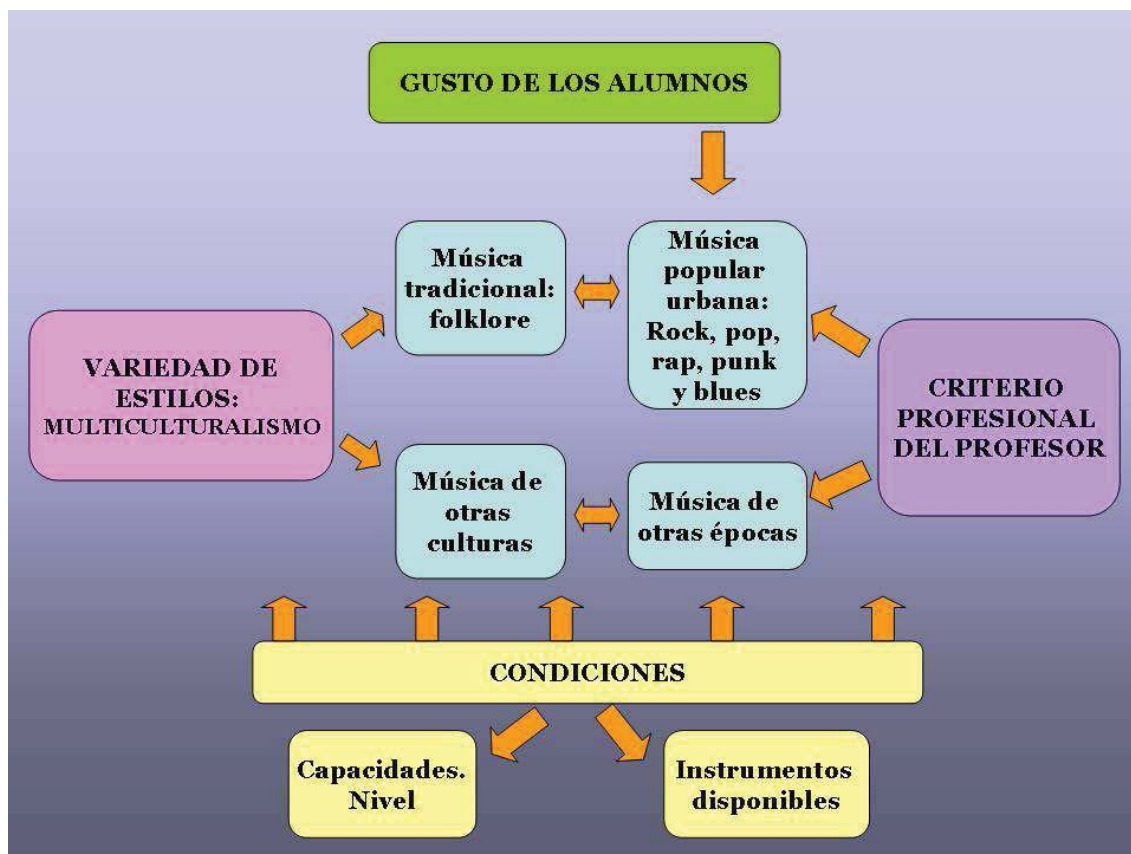 GUSTO DE LOS ALUMNOS
Música
tradicional:
folklore
Música
popular
urbana:
Rock, pop,
rap, punk
y blues
VARIEDAD DE
ESTILOS:
MULTICULTURALISMO
CRITERIO
PROFESIONAL
DEL PROFESOR
Música de
otras
culturas
Música de
otras épocas
CONDICIONES
Capacidades.
Nivel
Instrumentos
disponibles